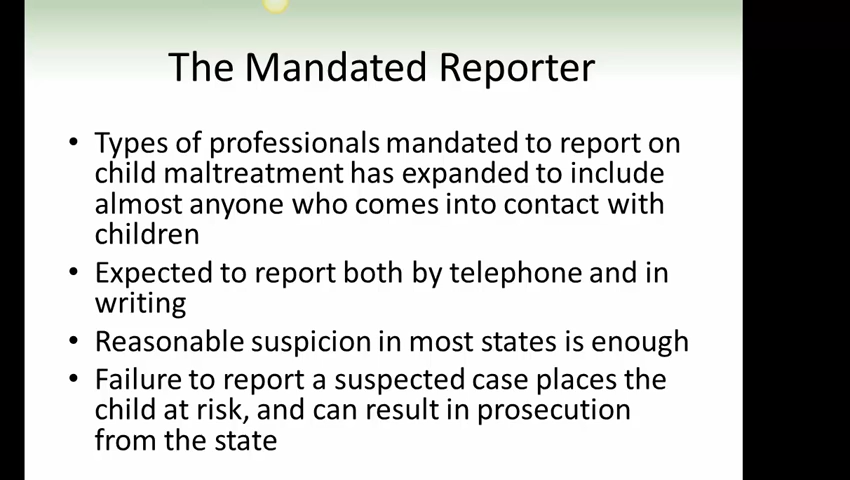 The Mandated Reporter
• Types of professionals mandated to report on
child maltreatment has expanded to include
almost anyone who comes into contact with
children
• Expected to report both by telephone and in
writing
• Reasonable suspicion in most states is enough
• Failure to report a suspected case places the
child at risk, and can result in prosecution
from the state